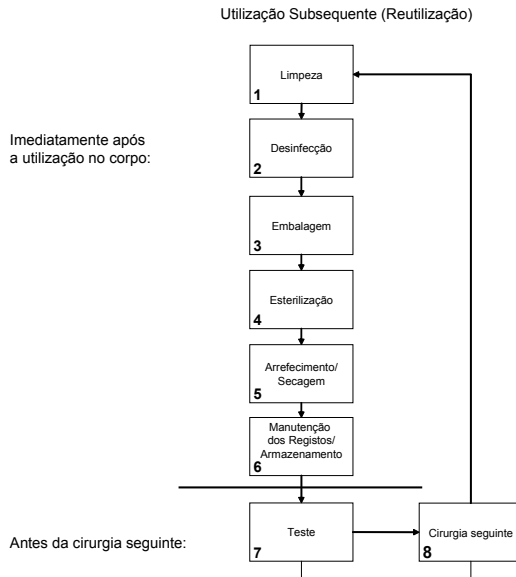 Utilização Subsequente (Reutilização)
Limpeza
1
Imediatamente após
a utilização no corpo:
Desinfecção
2
Embalagem
3
Esterilização
4
Arrefecimento/
Secagem
5
Manutenção
dos Registos/
Armazenamento
6
Antes da cirurgia seguinte:
Teste
7
Cirurgia seguinte
8